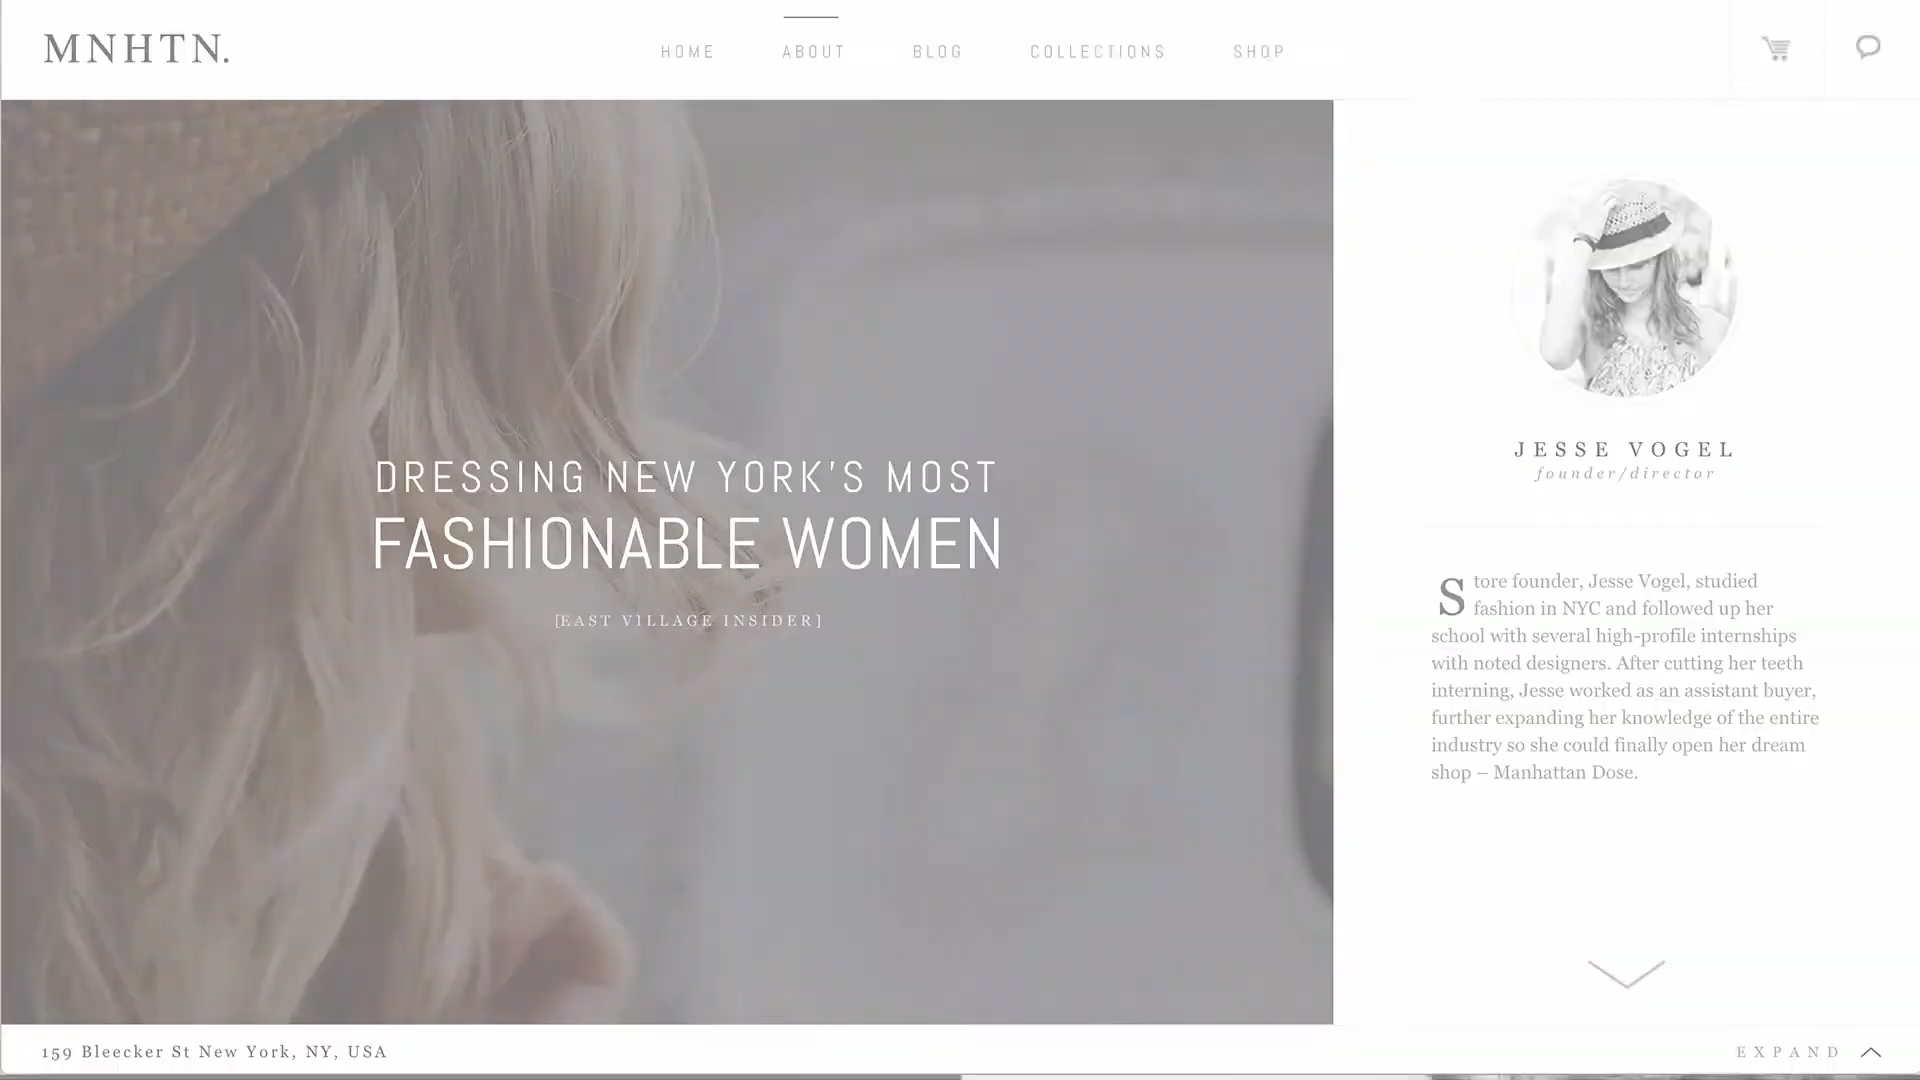 MNHTN.
HOME
ABOUT
BLOG
COLLECTIONS
SHOP
DRESSING NEW YORK'S MOST
FASHIONABLE WOMEN
[EAST VILLAGE INSIDER]
JESSE VOGEL
founder/director
Store founder, Jesse Vogel, studied
fashion in NYC and followed up her
school with several high-profile internships
with noted designers. After cutting her teeth
interning, Jesse worked as an assistant buyer,
further expanding her knowledge of the entire
industry so she could finally open her dream
shop – Manhattan Dose.
159 Bleecker St New York, NY, USA
EXPAND